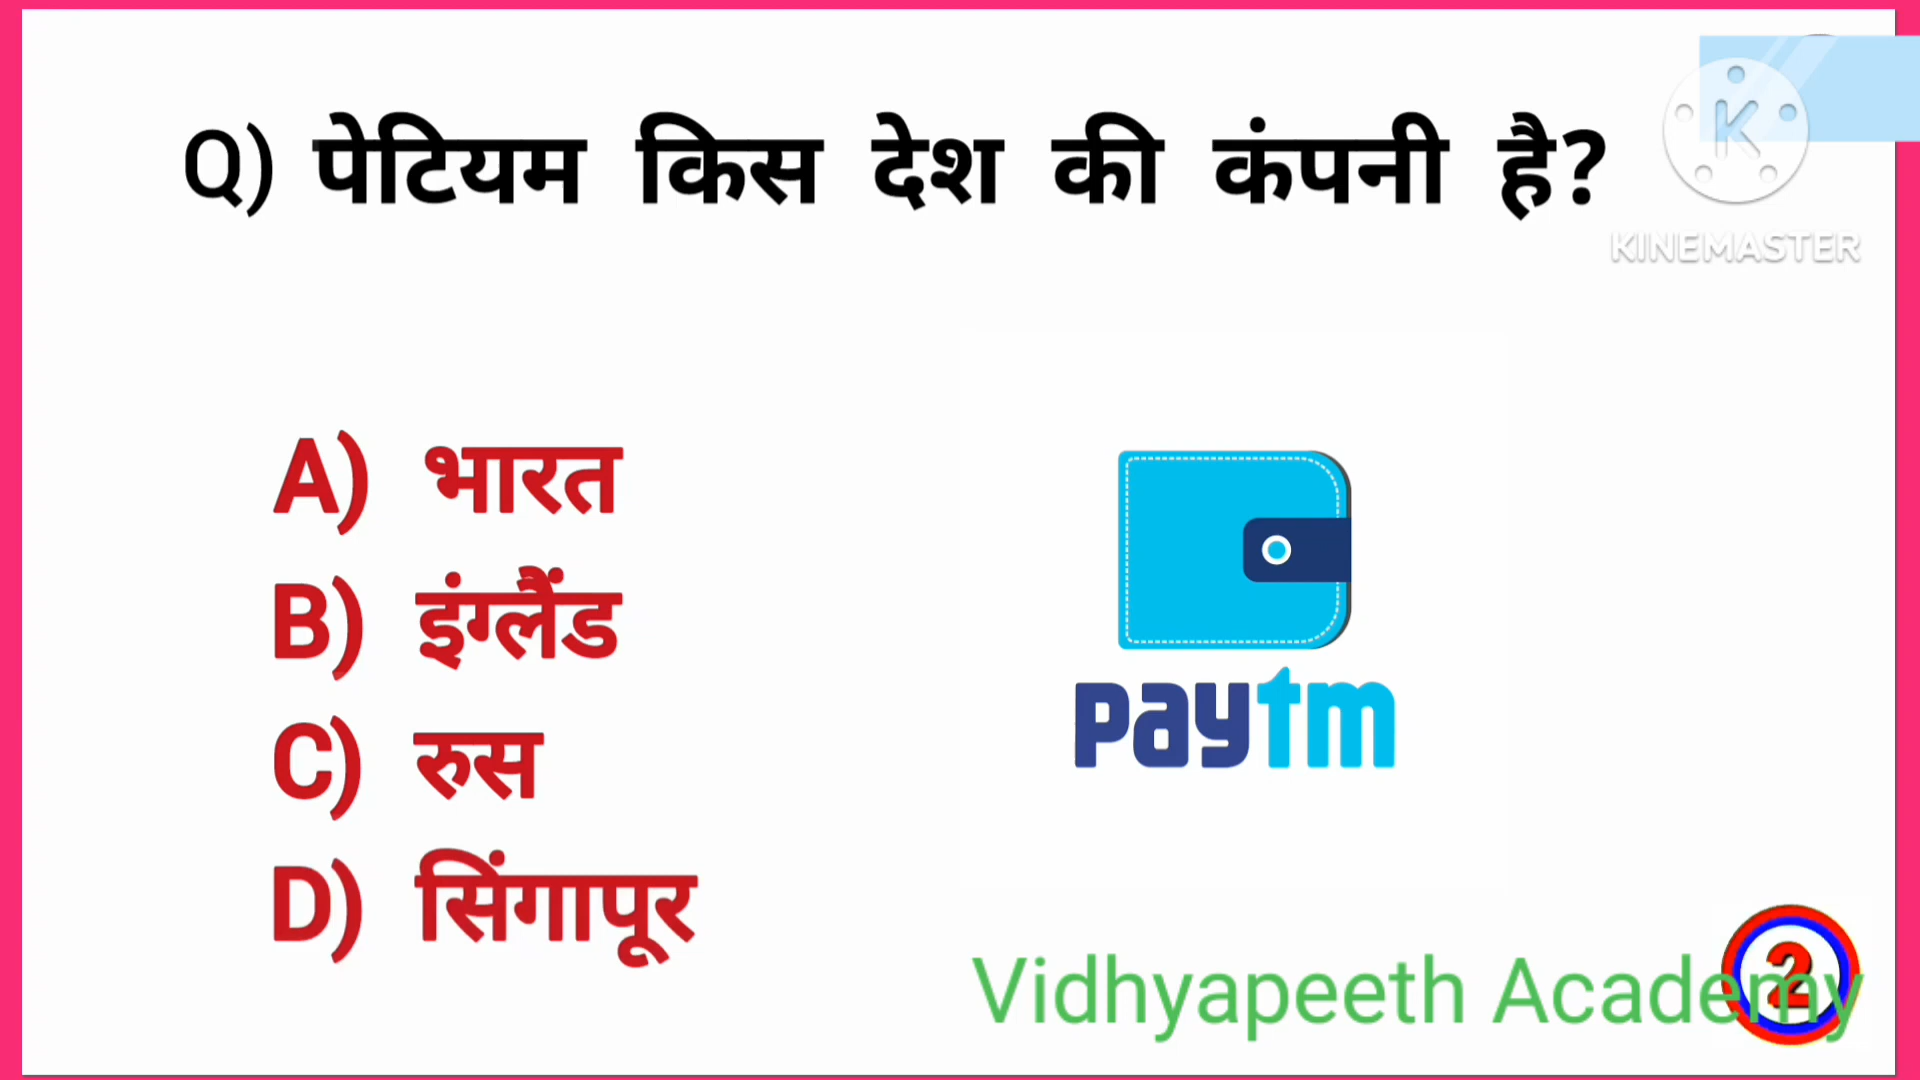 Q) पेटियम किस देश की कंपनी है?
KINEMASTER
A) भारत
B) इंग्लैंड
C) रुस
D) सिंगापूर
paytm
2
Vidhyapeeth Academy